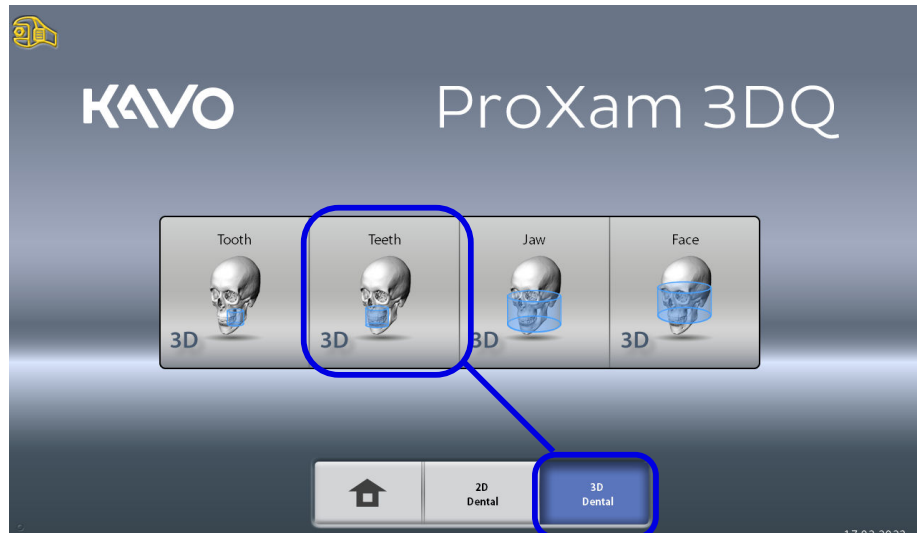 KAVO
ProXam 3DQ
Tooth
Teeth
Jaw
Face
3D
3D
3D
3D
2D
Dental
3D
Dental